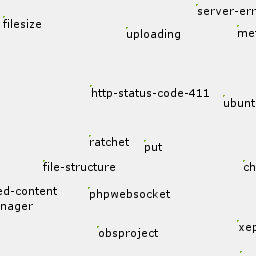 server-err
filesize
uploading
me
http-status-code-411
ubunt
ratchet
put
file-structure
ch
ed-content
phpwebsocket
nager
xep
obsproject